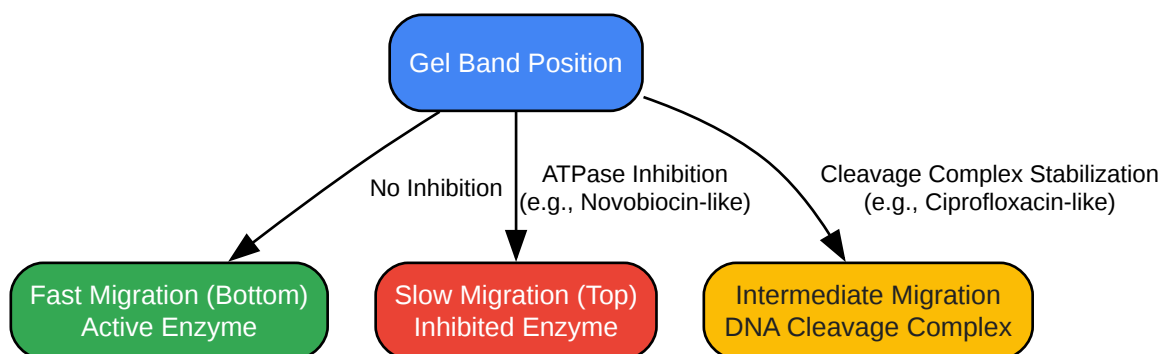 Gel Band Position
No Inhibition
ATPase Inhibition
(e.g., Novobiocin-like)
Cleavage Complex Stabilization
(e.g., Ciprofloxacin-like)
Fast Migration (Bottom)
Active Enzyme
Slow Migration (Top)
Inhibited Enzyme
Intermediate Migration
DNA Cleavage Complex